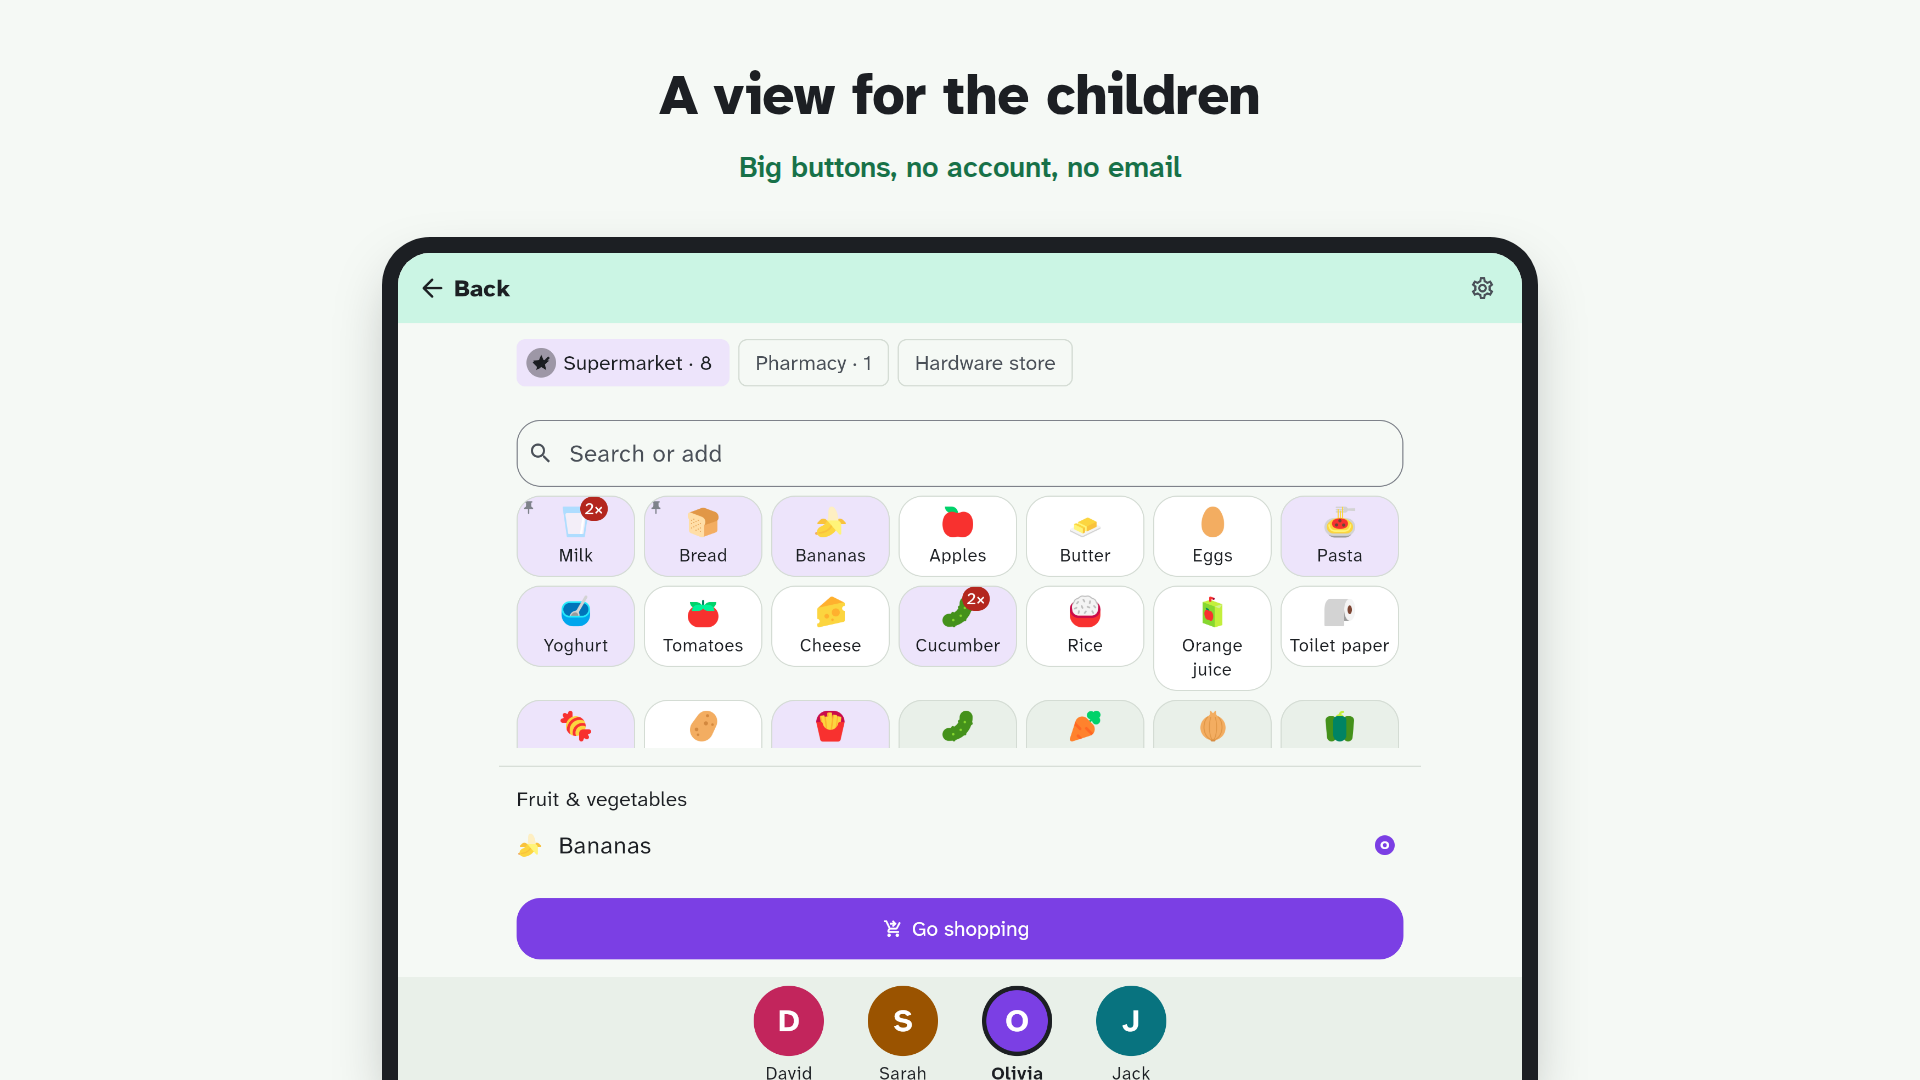 A view for the children
Big buttons, no account, no email
Back
Supermarket · 8
Pharmacy · 1
Hardware store
Search or add
2×
Milk
Bread
Bananas
Apples
Butter
Eggs
Pasta
2×
Yoghurt
Tomatoes
Cheese
Cucumber
Rice
Orange
juice
Toilet paper
Fruit & vegetables
Bananas
O
Go shopping
D
S
O
J
David
Sarah
Olivia
Jack